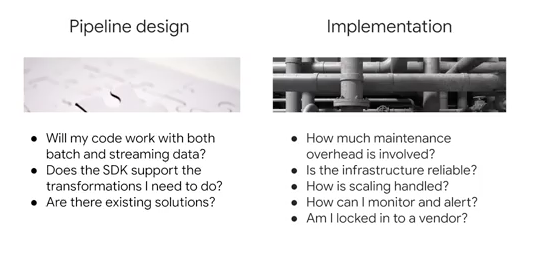 Pipeline design
Will my code work with both
batch and streaming data?
Does the SDK support the
transformations I need to do?
Are there existing solutions?
Implementation
How much maintenance
overhead is involved?
Is the infrastructure reliable?
How is scaling handled?
How can I monitor and alert?
Am I locked in to a vendor?